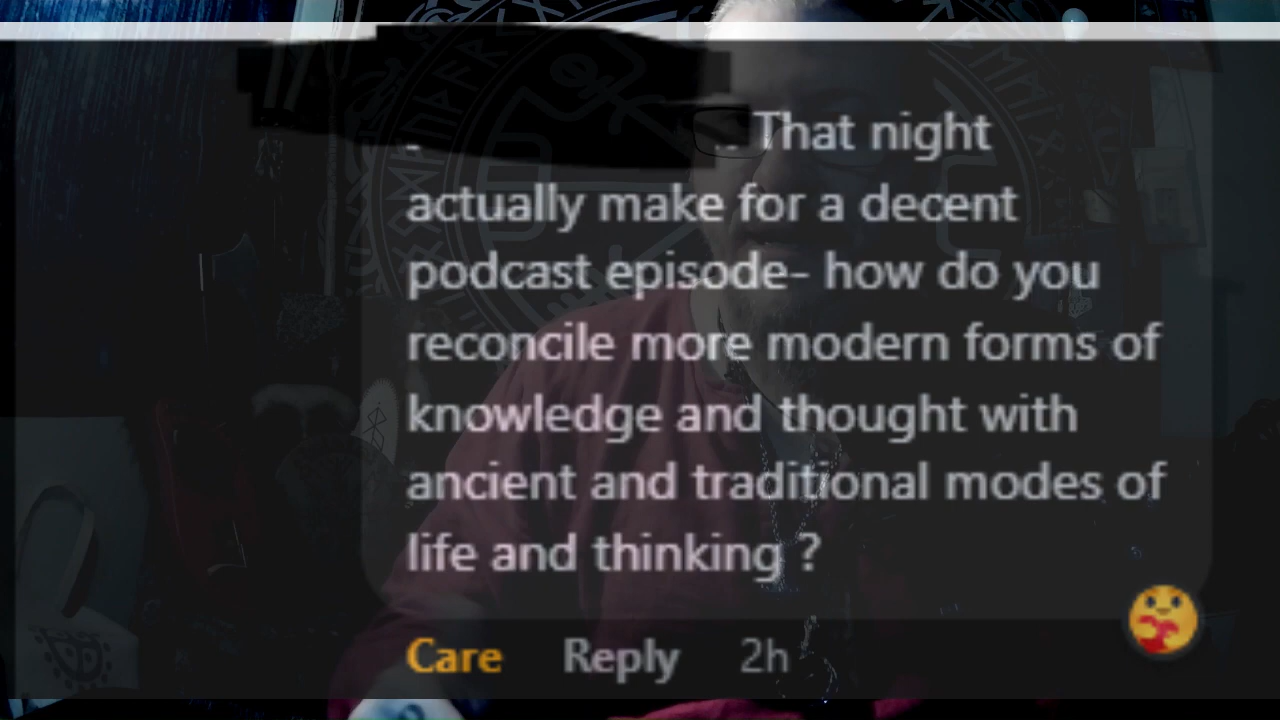 That night
actually make for a decent
podcast episode- how do you
reconcile more modern forms of
knowledge and thought with
ancient and traditional modes of
life and thinking ?
Care Reply 2h